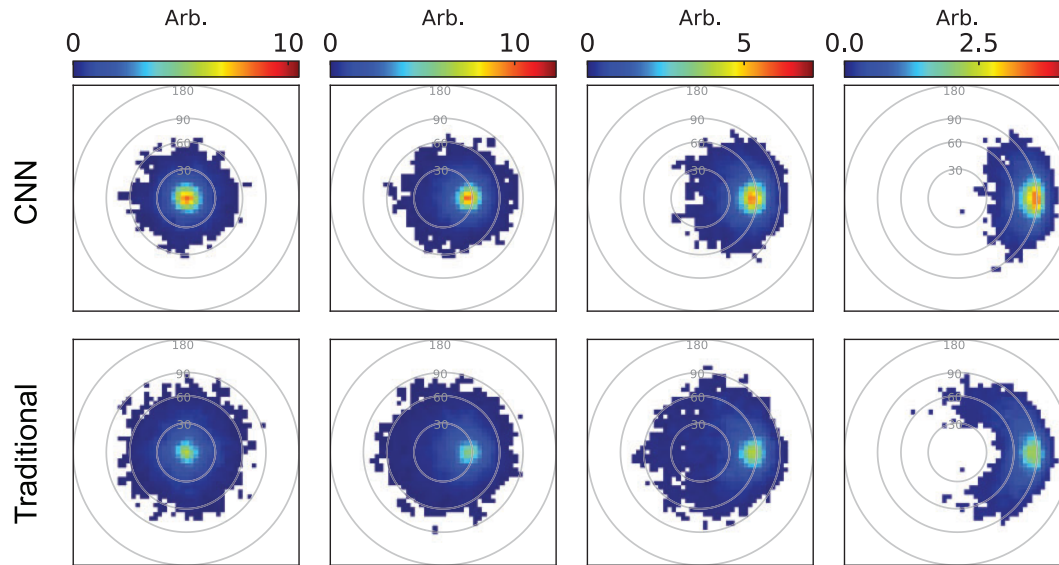 Arb. Arb. Arb. Arb.
0 10 0 10 0 5 0.0 2.5
CNN
180 180 180 180
90 90 90 90
60 60 60 60
30 30 30 30
Traditional
180 180 180 180
90 90 90 90
60 60 60 60
30 30 30 30